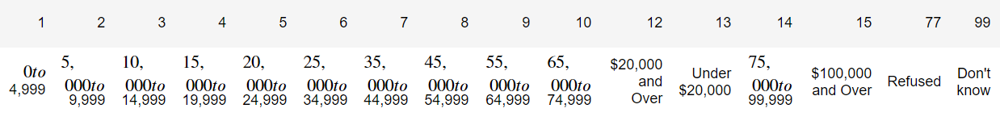 1 2 3 4 5 6 7 8 9 10 12 13 14 15 77 99
0to 4,999
5, 000to 9,999
10, 000to 14,999
15, 000to 19,999
20, 000to 24,999
25, 000to 34,999
35, 000to 44,999
45, 000to 54,999
55, 000to 64,999
65, 000to 74,999
$20,000 and Over
Under $20,000
75, 000to 99,999
$100,000 and Over
Refused
Don't know